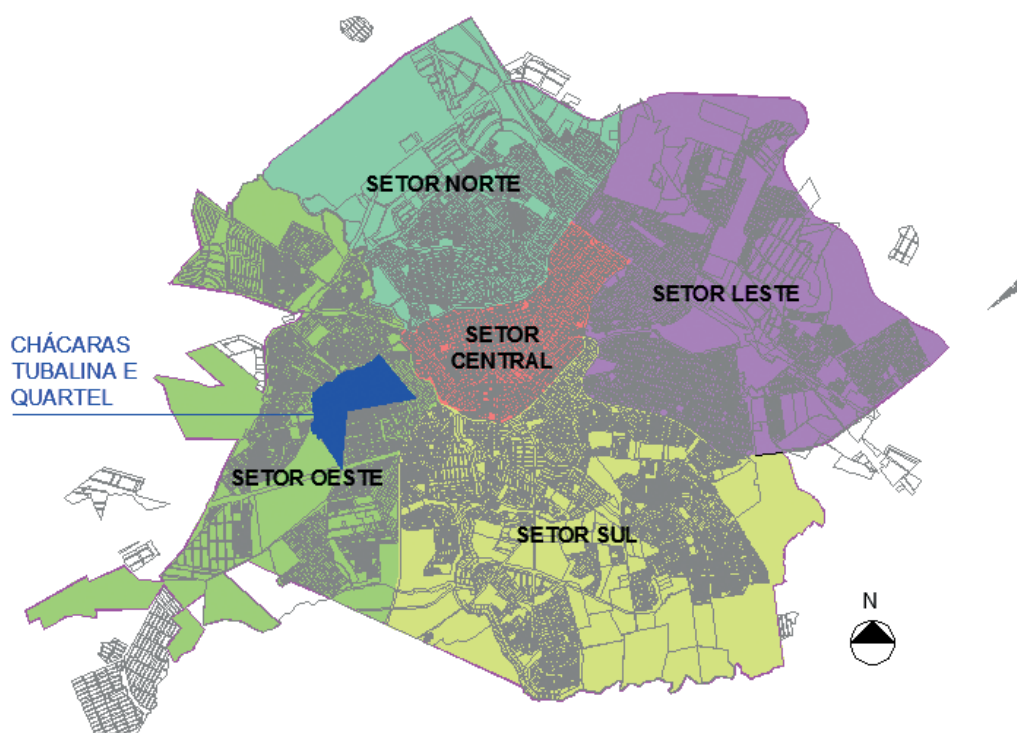 SETOR NORTE
SETOR LESTE
SETOR
CENTRAL
CHÁCARAS
TUBALINA E
QUARTEL
SETOR OESTE
SETOR SUL
N